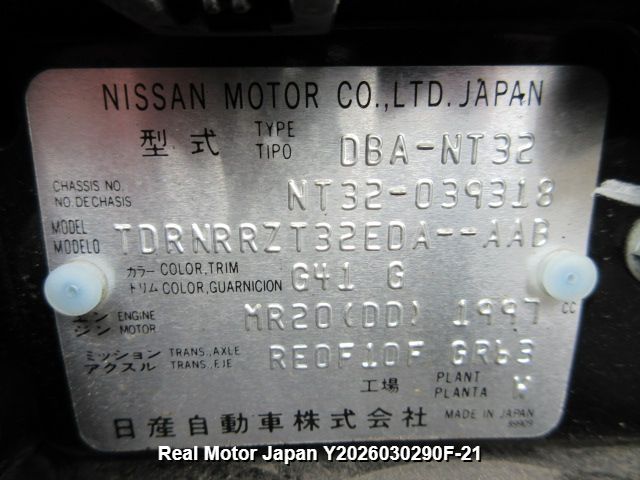 NISSAN MOTOR CO.,LTD. JAPAN
型式 TYPE TIPO DBA-NT32
CHASSIS NO. NO. DE CHASIS NT32-039318
MODEL MODELO TDRNRRZT32EDA--AAB
カラー COLOR,TRIM トリム COLOR,GUARNICION G41 G
エン ENGINE ジン MOTOR MR20(DD) 1997 CC
ミッション TRANS.,AXLE アクスル TRANS.,EJE RE0F10F GR63
工場 PLANT PLANTA W
日産自動車株式会社 MADE IN JAPAN
Real Motor Japan Y2026030290F-21